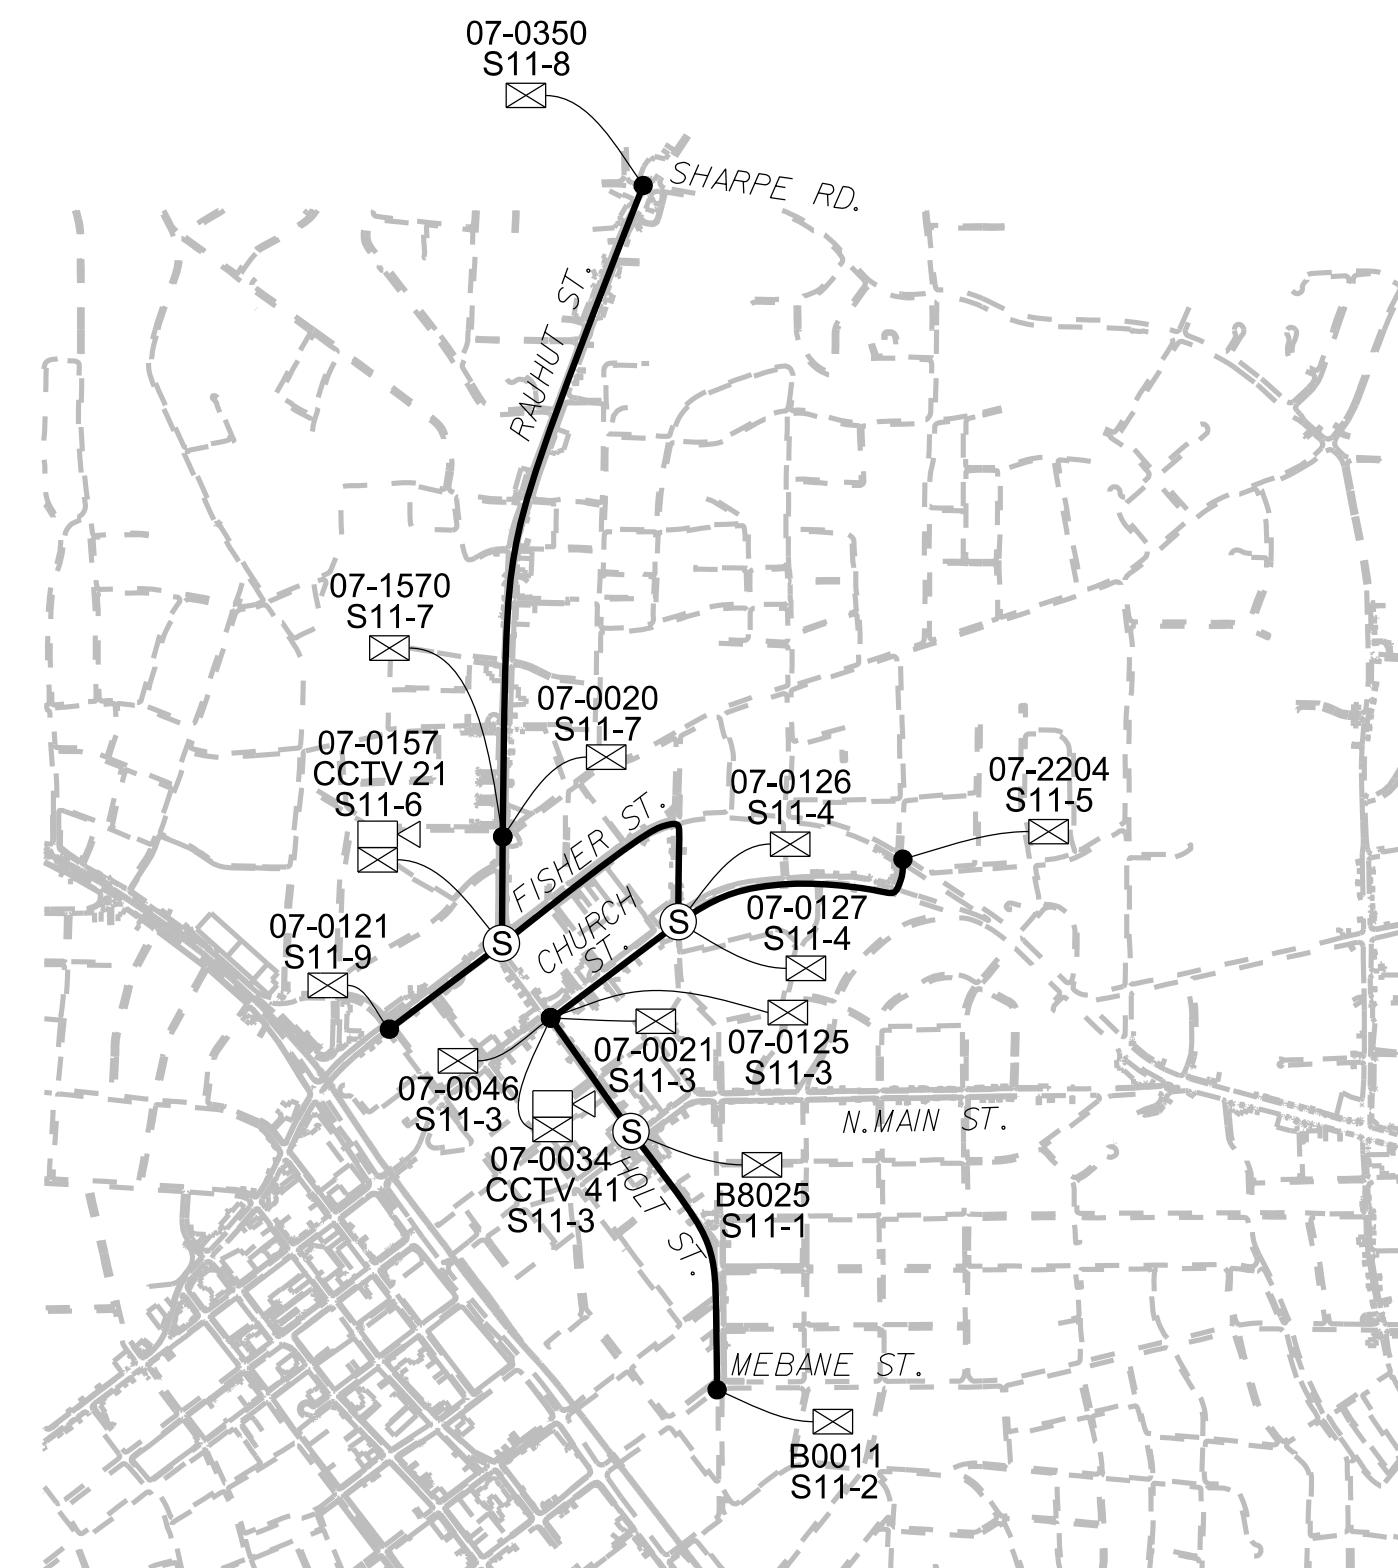 07-0350
S11-8
SHARPE RD.
RAUHUT ST.
07-1570
S11-7
07-0020
S11-7
07-0157
CCTV 21
S11-6
07-0126
S11-4
07-2204
S11-5
FISHER ST.
CHURCH
ST.
07-0127
S11-4
07-0121
S11-9
S
S
07-0021
S11-3
07-0125
S11-3
07-0046
S11-3
N.MAIN ST.
S
07-0034
CCTV 41
S11-3
HOLT ST.
B8025
S11-1
MEBANE ST.
B0011
S11-2